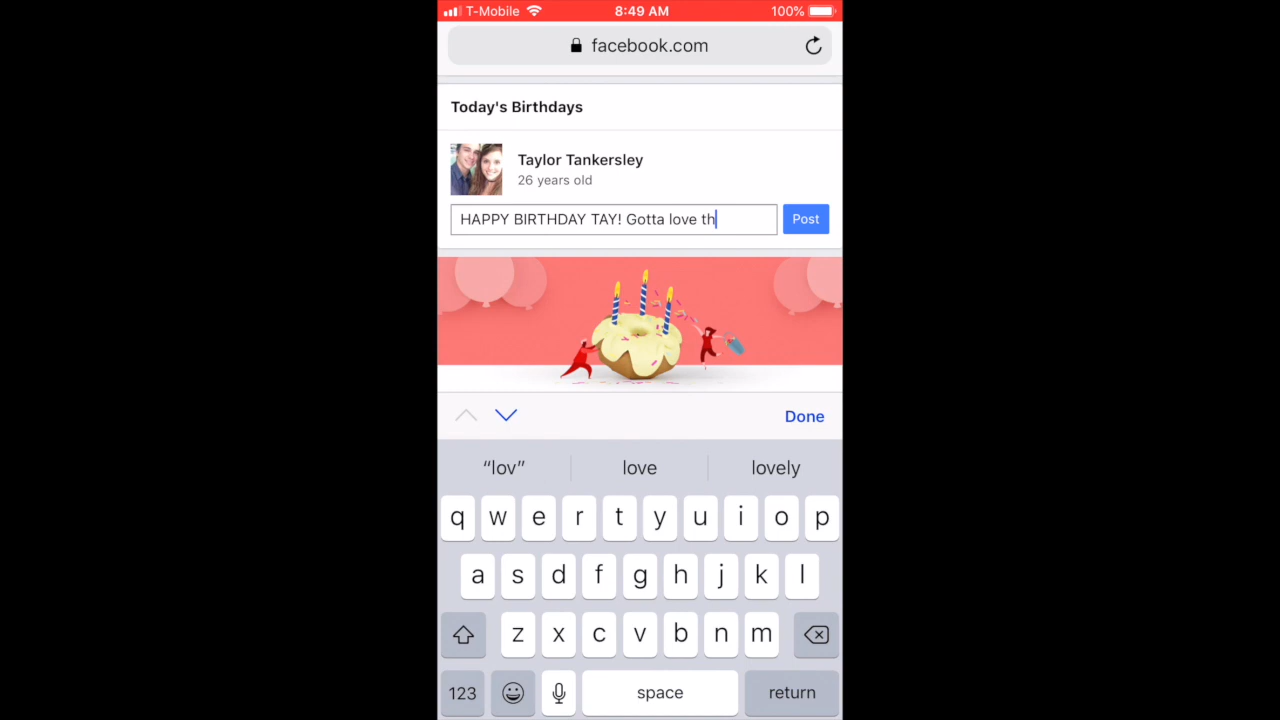 T-Mobile 8:49 AM 100%
facebook.com
Today's Birthdays
Taylor Tankersley
26 years old
HAPPY BIRTHDAY TAY! Gotta love th Post
Done
“lov” love lovely
q w e r t y u i o p
a s d f g h j k l
z x c v b n m
123 space return